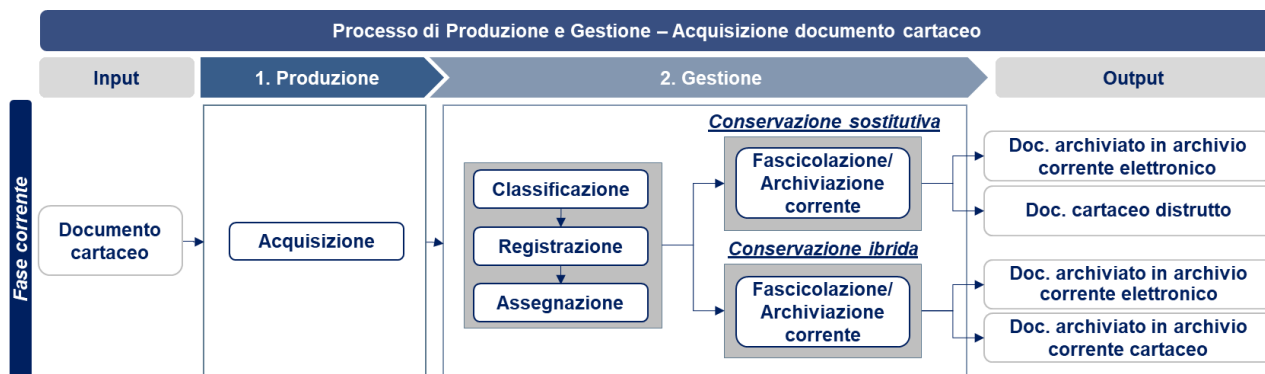 Processo di Produzione e Gestione – Acquisizione documento cartaceo
Input
1. Produzione
2. Gestione
Output
Fase corrente
Documento
cartaceo
Acquisizione
Classificazione
Registrazione
Assegnazione
Conservazione sostitutiva
Fascicolazione/
Archiviazione
corrente
Conservazione ibrida
Fascicolazione/
Archiviazione
corrente
Doc. archiviato in archivio
corrente elettronico
Doc. cartaceo distrutto
Doc. archiviato in archivio
corrente elettronico
Doc. archiviato in archivio
corrente cartaceo